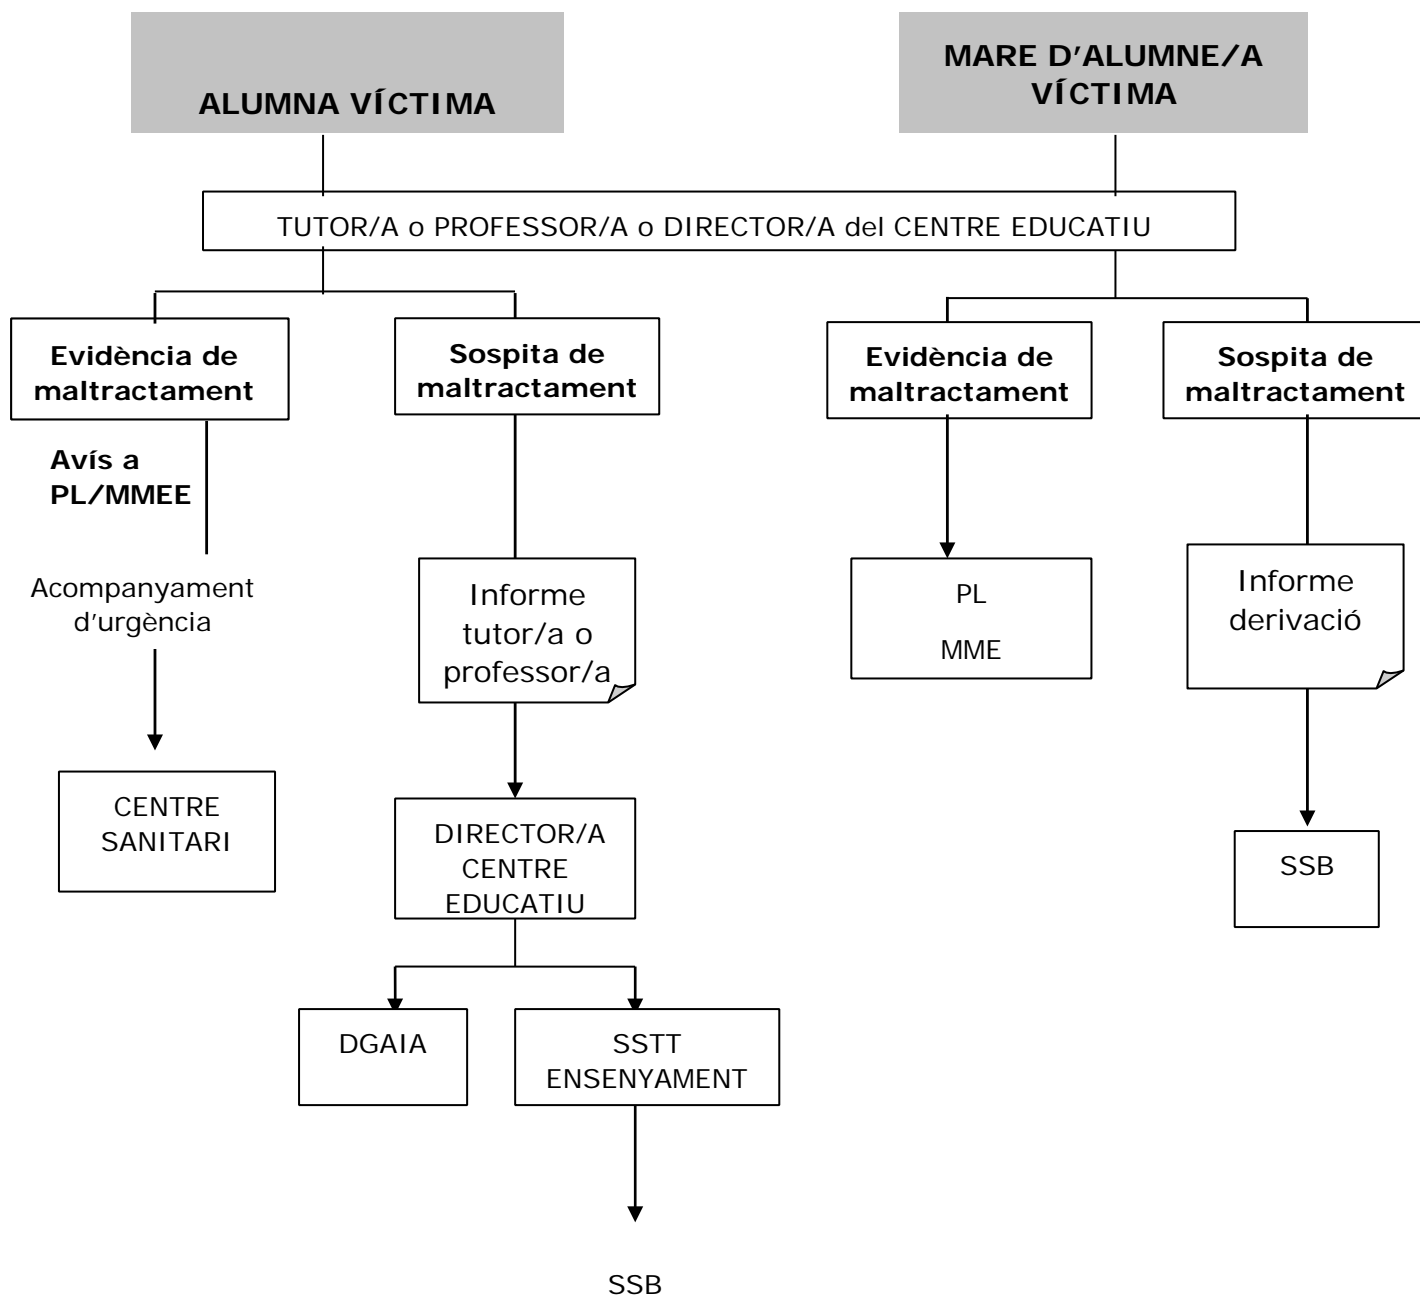 ALUMNA VÍCTIMA
MARE D'ALUMNE/A
VÍCTIMA
TUTOR/A o PROFESSOR/A o DIRECTOR/A del CENTRE EDUCATIU
Evidència de
maltractament
Avís a
PL/MMEE
Acompanyament
d'urgència
CENTRE
SANITARI
Sospita de
maltractament
Informe
tutor/a o
professor/a
DIRECTOR/A
CENTRE
EDUCATIU
DGAIA
SSTT
ENSENYAMENT
SSB
Evidència de
maltractament
PL
MME
Sospita de
maltractament
Informe
derivació
SSB